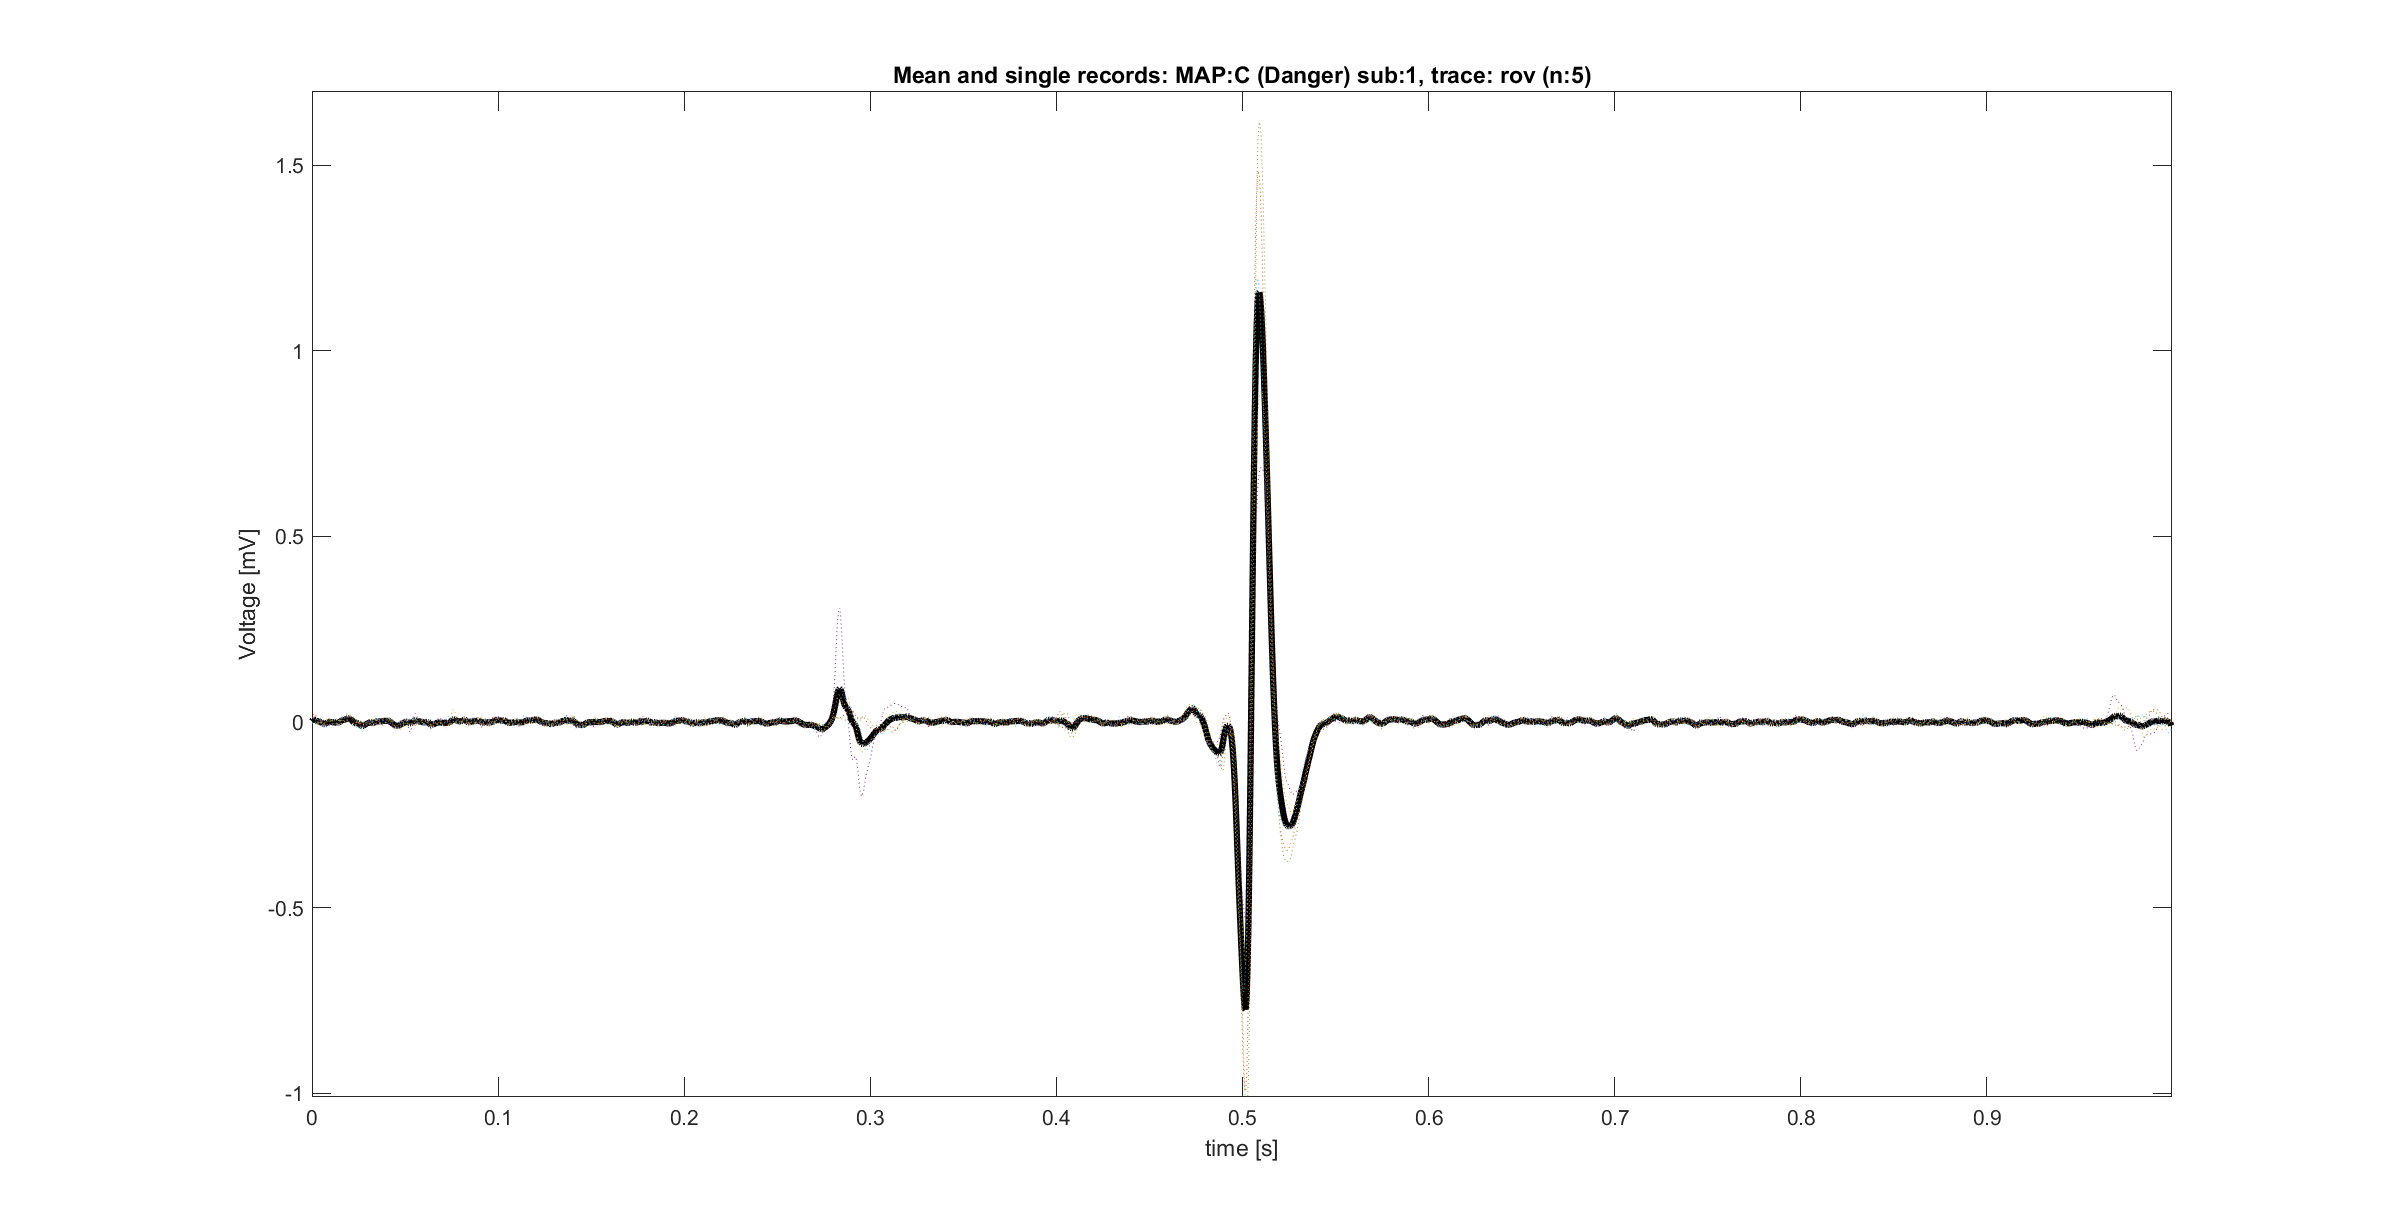 Mean and single records: MAP:C (Danger) sub:1, trace: rov (n:5)
1.5
1
0.5
0
-0.5
-1
Voltage [mV]
0 0.1 0.2 0.3 0.4 0.5 0.6 0.7 0.8 0.9
time [s]